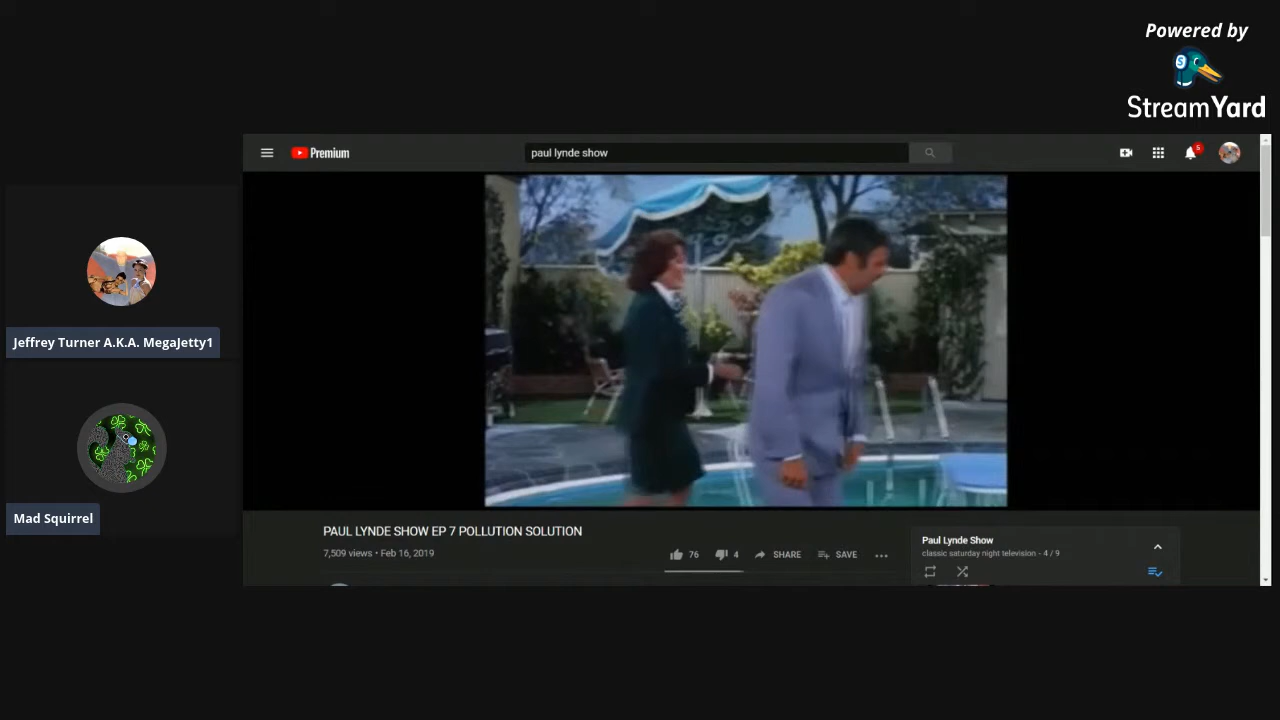 Powered by
StreamYard
Premium
paul lynde show
5
Jeffrey Turner A.K.A. MegaJetty1
Mad Squirrel
PAUL LYNDE SHOW EP 7 POLLUTION SOLUTION
7,509 views • Feb 16, 2019
76
4
SHARE
SAVE
Paul Lynde Show
classic saturday night television - 4 / 9